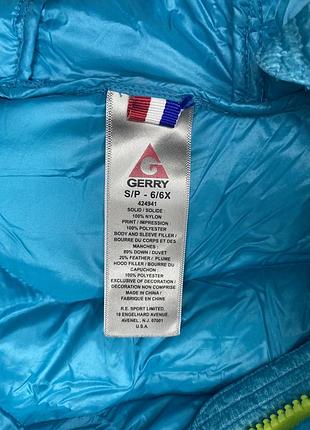 GERRY
S/P - 6/6X
424941
SOLID / SOLIDE :
100% NYLON
PRINT / IMPRESSION :
100% POLYESTER
BODY AND SLEEVE FILLER /
BOURRE DU CORPS ET DES
MANCHES :
80% DOWN / DUVET
20% FEATHER / PLUME
HOOD FILLER / BOURRE DU
CAPUCHON :
100% POLYESTER
EXCLUSIVE OF DECORATION /
DECORATION NON COMPRISE
MADE IN CHINA /
FABRIQUE EN CHINE
R.E. SPORT LIMITED.
18 ENGELHARD AVENUE
AVENEL , N.J. 07001
U.S.A.